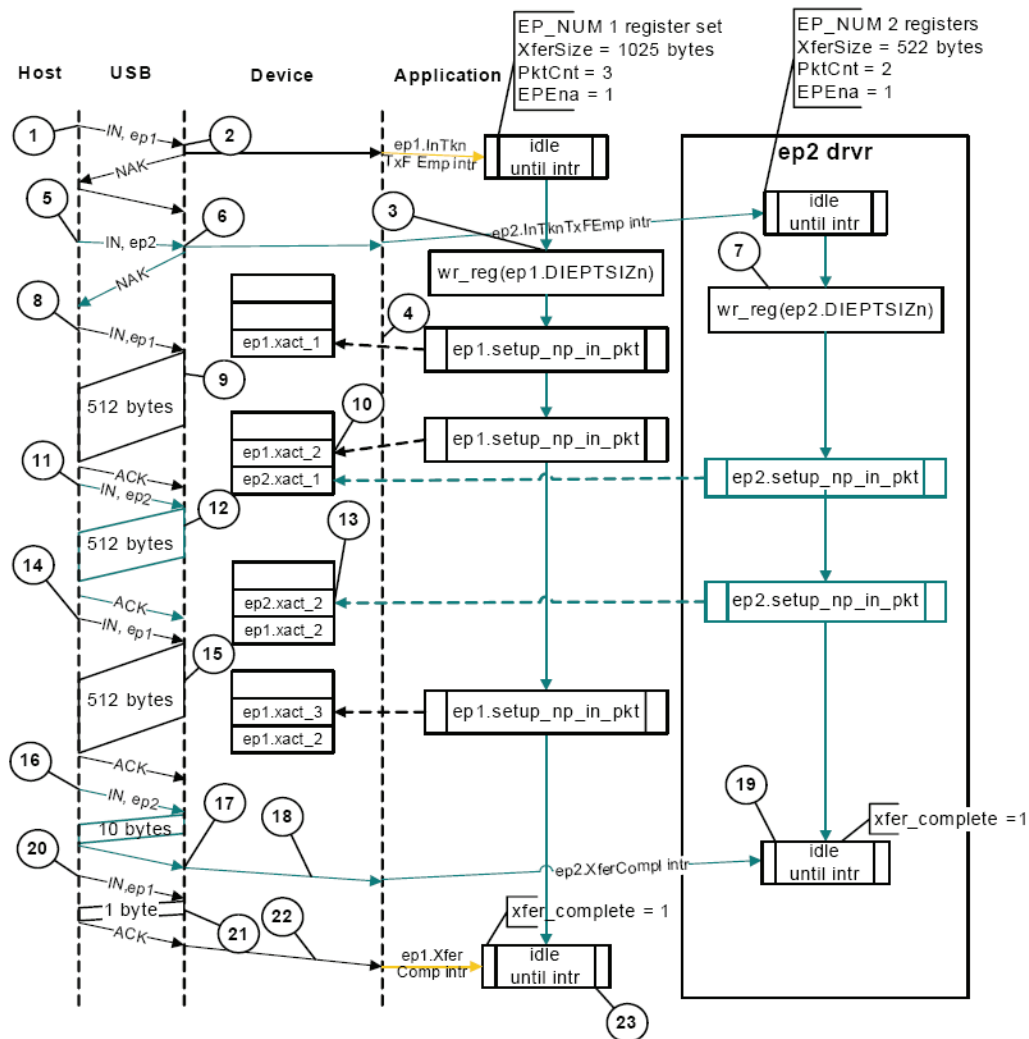 EP_NUM 1 register set
XferSize = 1025 bytes
PktCnt = 3
EPEna = 1
EP_NUM 2 registers
XferSize = 522 bytes
PktCnt = 2
EPEna = 1
Host
USB
Device
Application
1
IN, ep1
2
ep1.InTkn
TxF Emp intr
idle
until intr
ep2 drvr
NAK
5
6
3
idle
until intr
IN, ep2
ep2.InTknTxFEmp intr
7
NAK
wr_reg(ep1.DIEPTSIZn)
8
wr_reg(ep2.DIEPTSIZn)
4
IN,ep1
ep1.xact_1
ep1.setup_np_in_pkt
9
512 bytes
10
ep1.xact_2
ep1.setup_np_in_pkt
11
ACK
ep2.xact_1
ep2.setup_np_in_pkt
IN, ep2
12
13
512 bytes
14
ep2.xact_2
ep2.setup_np_in_pkt
ACK
ep1.xact_2
IN, ep1
15
512 bytes
ep1.xact_3
ep1.setup_np_in_pkt
ep1.xact_2
16
ACK
IN, ep2
17
18
19
xfer_complete =1
10 bytes
20
ep2.XferCompl intr
idle
until intr
IN,ep1
1 byte
21
22
xfer_complete = 1
ACK
ep1.Xfer
Comp intr
idle
until intr
23